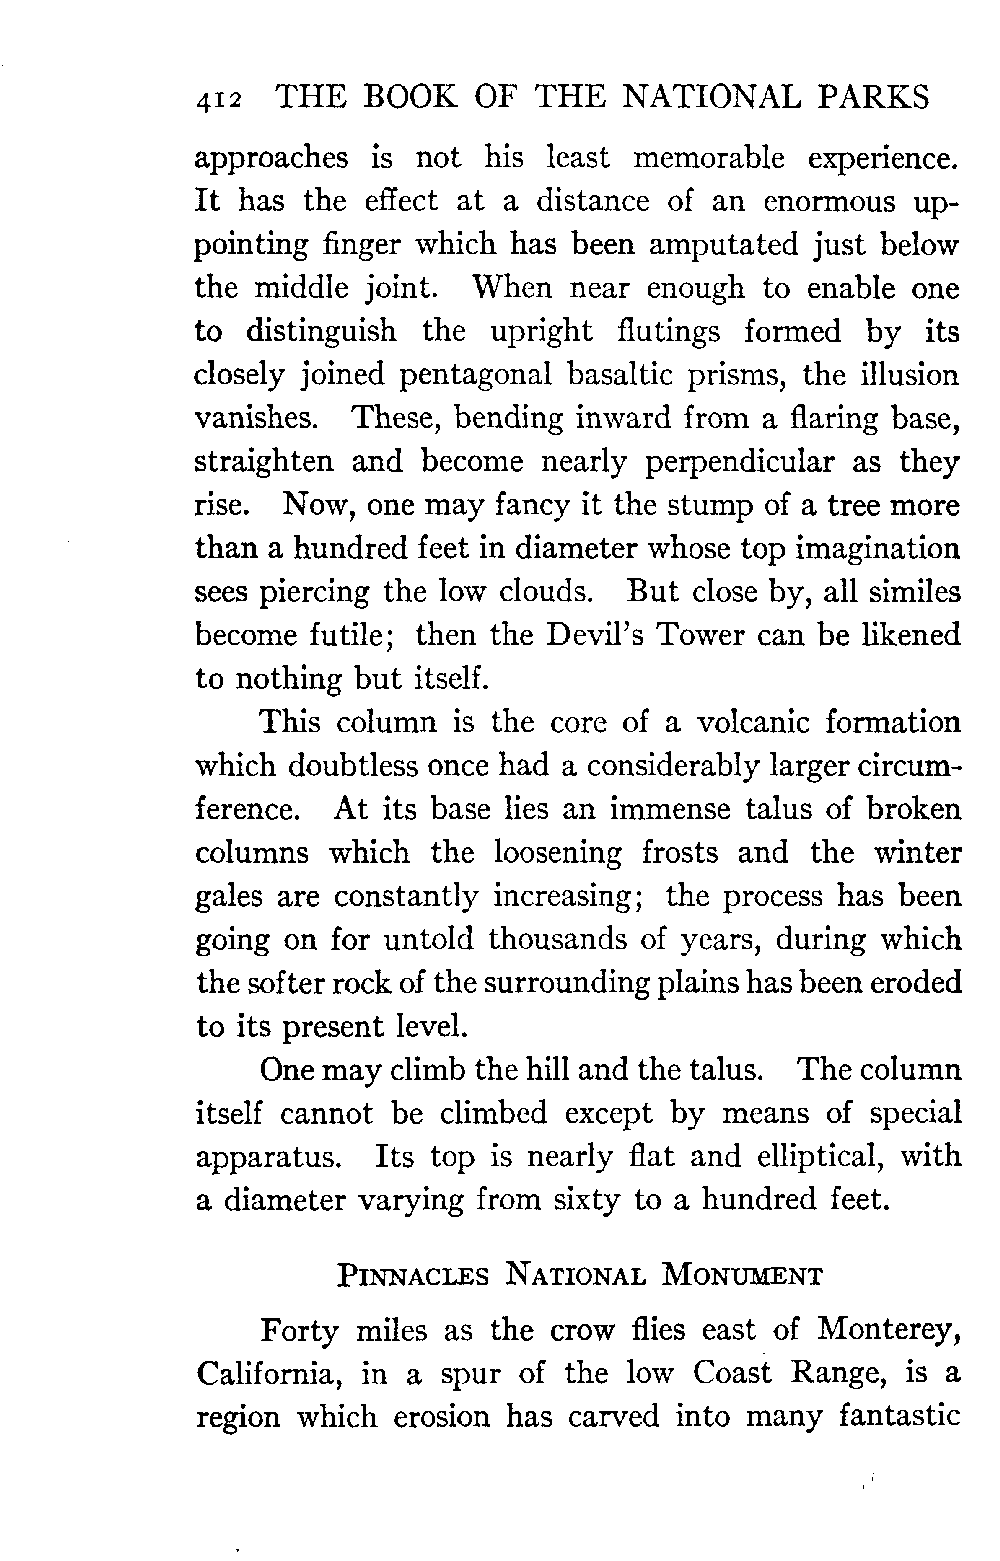 412 THE BOOK OF THE NATIONAL PARKS
approaches is not his least memorable experience.
It has the effect at a distance of an enormous up-
pointing finger which has been amputated just below
the middle joint. When near enough to enable one
to distinguish the upright flutings formed by its
closely joined pentagonal basaltic prisms, the illusion
vanishes. These, bending inward from a flaring base,
straighten and become nearly perpendicular as they
rise. Now, one may fancy it the stump of a tree more
than a hundred feet in diameter whose top imagination
sees piercing the low clouds. But close by, all similes
become futile; then the Devil's Tower can be likened
to nothing but itself.
This column is the core of a volcanic formation
which doubtless once had a considerably larger circum-
ference. At its base lies an immense talus of broken
columns which the loosening frosts and the winter
gales are constantly increasing; the process has been
going on for untold thousands of years, during which
the softer rock of the surrounding plains has been eroded
to its present level.
One may climb the hill and the talus. The column
itself cannot be climbed except by means of special
apparatus. Its top is nearly flat and elliptical, with
a diameter varying from sixty to a hundred feet.
PINNACLES NATIONAL MONUMENT
Forty miles as the crow flies east of Monterey,
California, in a spur of the low Coast Range, is a
region which erosion has carved into many fantastic